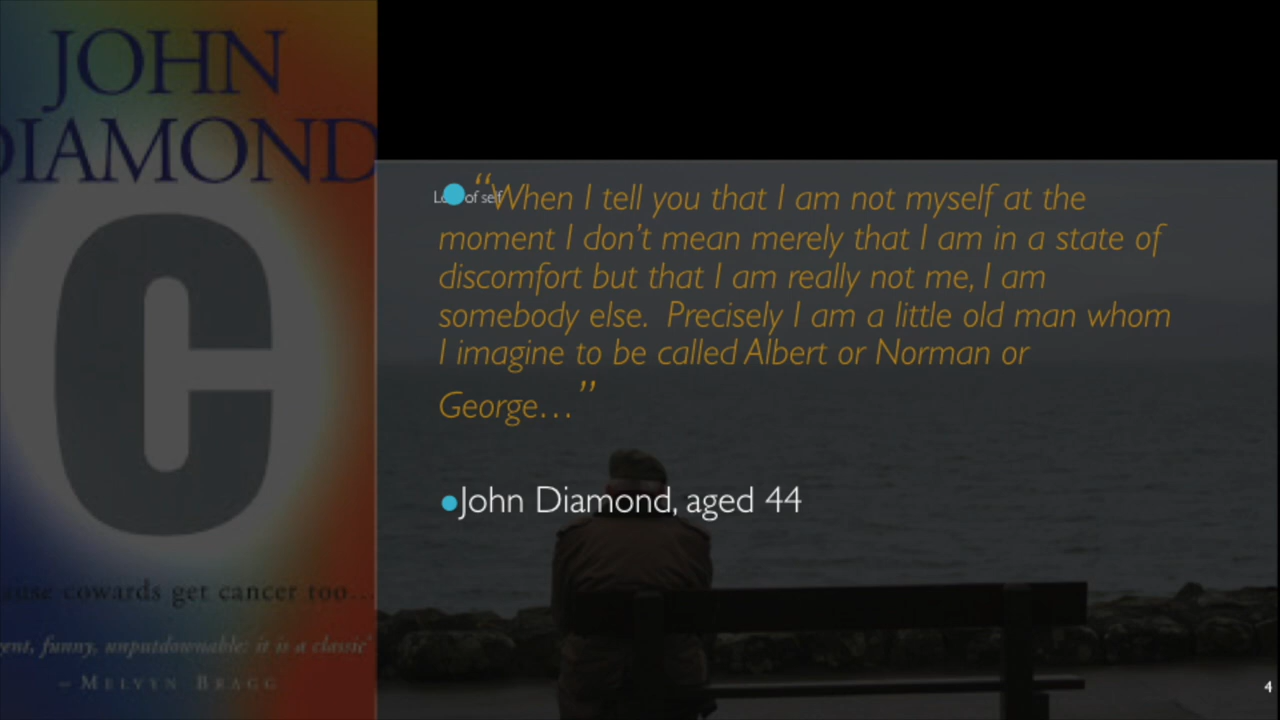 JOHN
DIAMOND
C
cowards get cancer too...
funny, unputdownable: it is a classic'
– MELVYN BRAGG
of self
“When I tell you that I am not myself at the
moment I don’t mean merely that I am in a state of
discomfort but that I am really not me, I am
somebody else. Precisely I am a little old man whom
I imagine to be called Albert or Norman or
George…”
John Diamond, aged 44
4